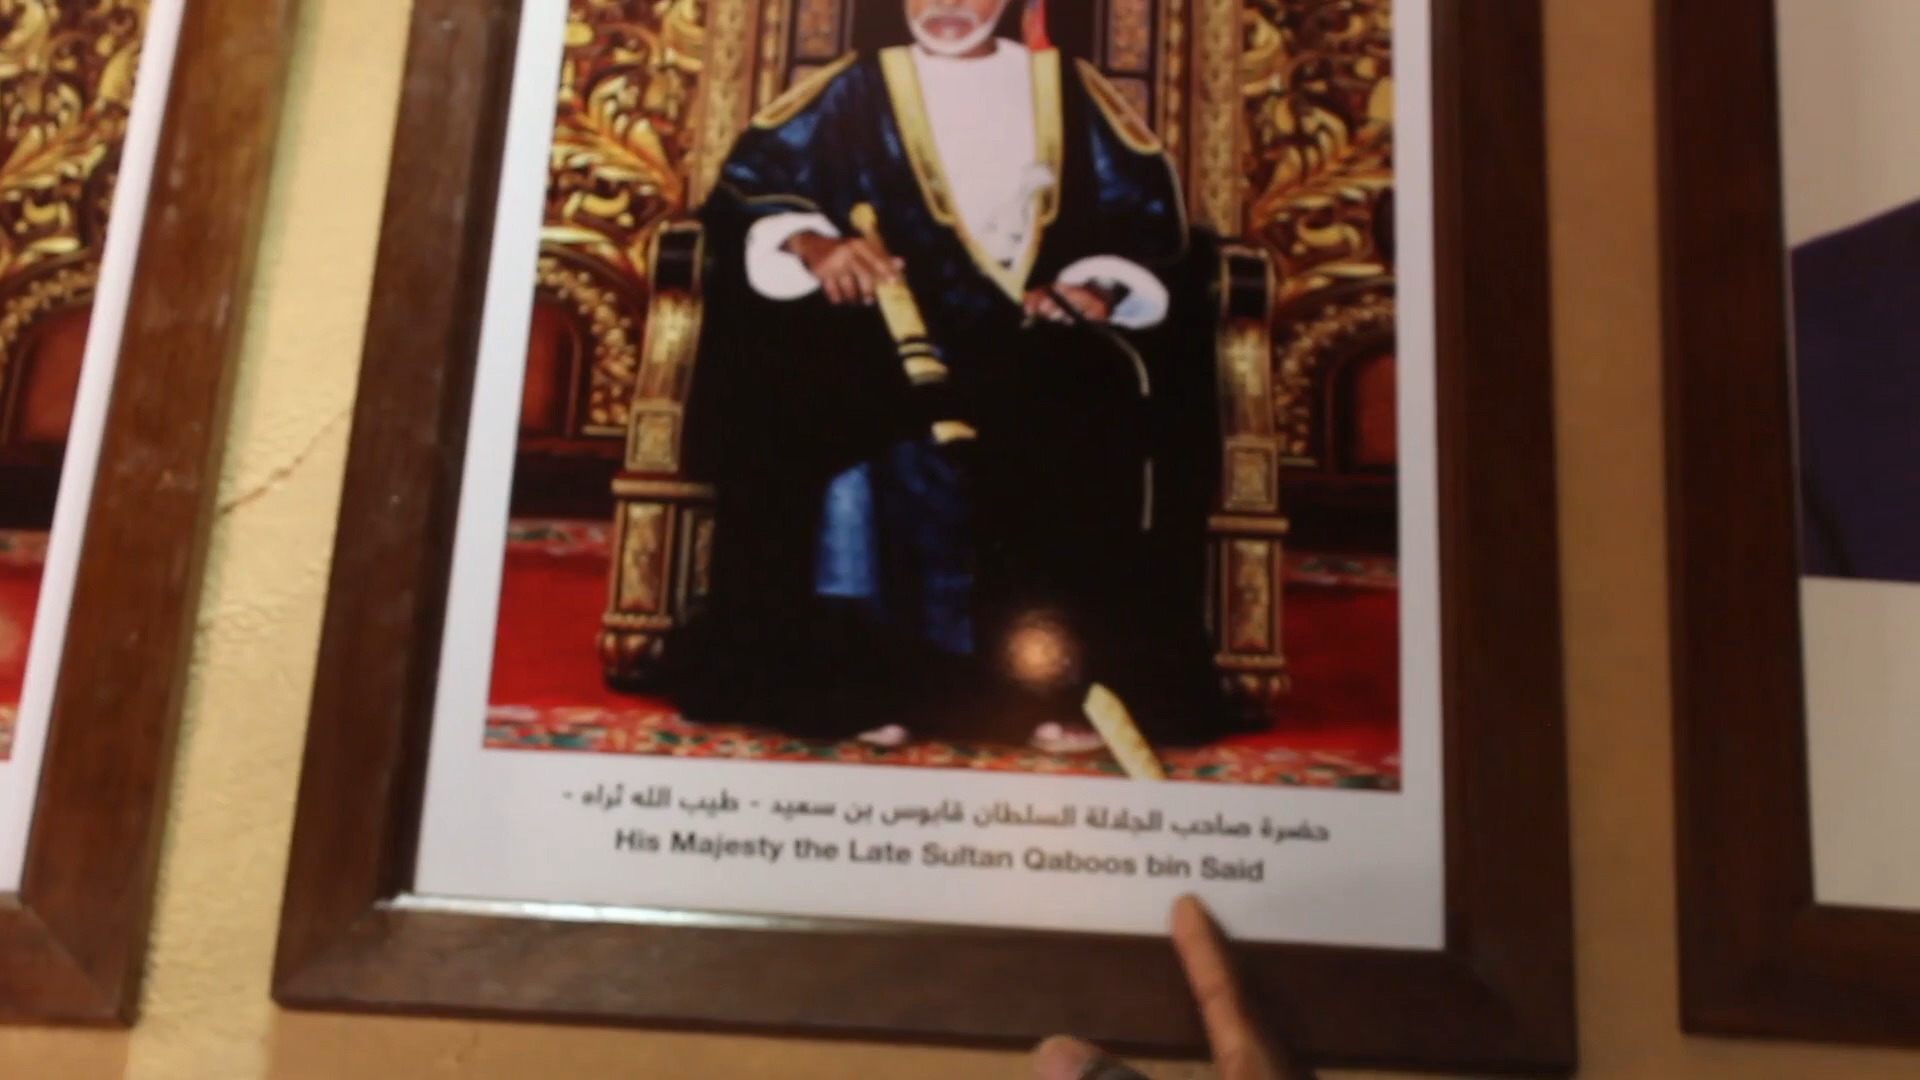 حضرة صاحب الجلالة السلطان قابوس بن سعيد - طيب الله ثراه -
His Majesty the Late Sultan Qaboos bin Said